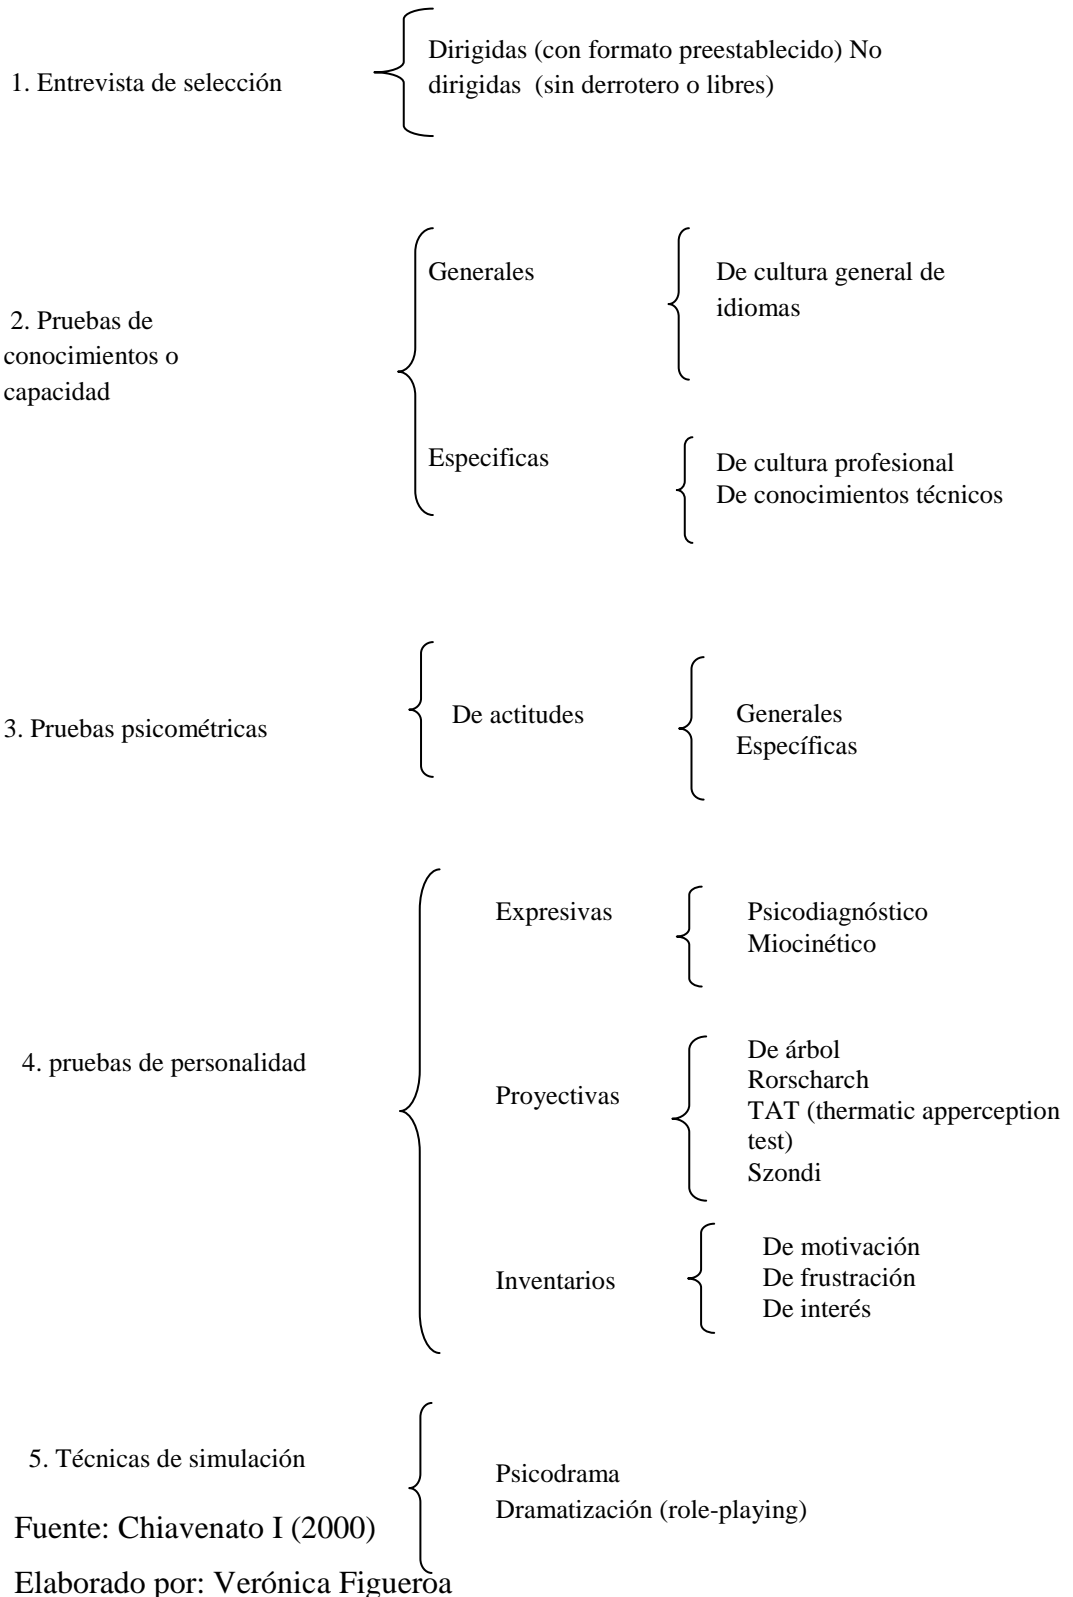 1. Entrevista de selección
Dirigidas (con formato preestablecido) No
dirigidas (sin derrotero o libres)
2. Pruebas de
conocimientos o
capacidad
Generales
De cultura general de
idiomas
Especificas
De cultura profesional
De conocimientos técnicos
3. Pruebas psicométricas
De actitudes
Generales
Específicas
4. pruebas de personalidad
Expresivas
Psicodiagnóstico
Miocinético
Proyectivas
De árbol
Rorscharch
TAT (thermatic apperception
test)
Szondi
Inventarios
De motivación
De frustración
De interés
5. Técnicas de simulación
Psicodrama
Dramatización (role-playing)
Fuente: Chiavenato I (2000)
Elaborado por: Verónica Figueroa